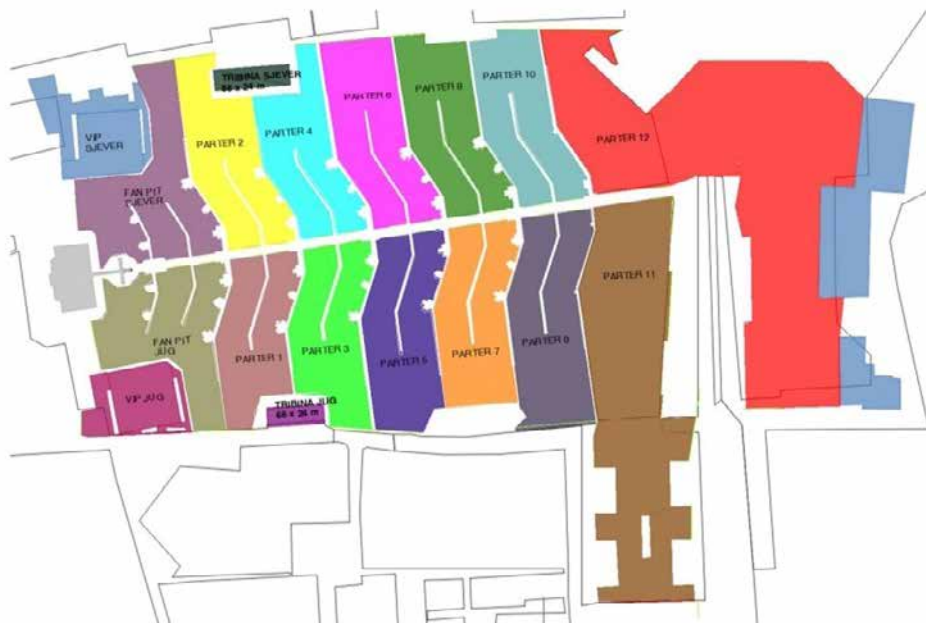 TRIBINA SJEVER
66 x 24 m
PARTER 10
PARTER 8
PARTER 6
VIP
SJEVER
PARTER 2
PARTER 4
PARTER 12
FAN PIT
SJEVER
PARTER 11
FAN PIT
JUG
PARTER 1
PARTER 3
PARTER 5
PARTER 7
PARTER 9
VIP JUG
TRIBINA JUG
66 x 24 m